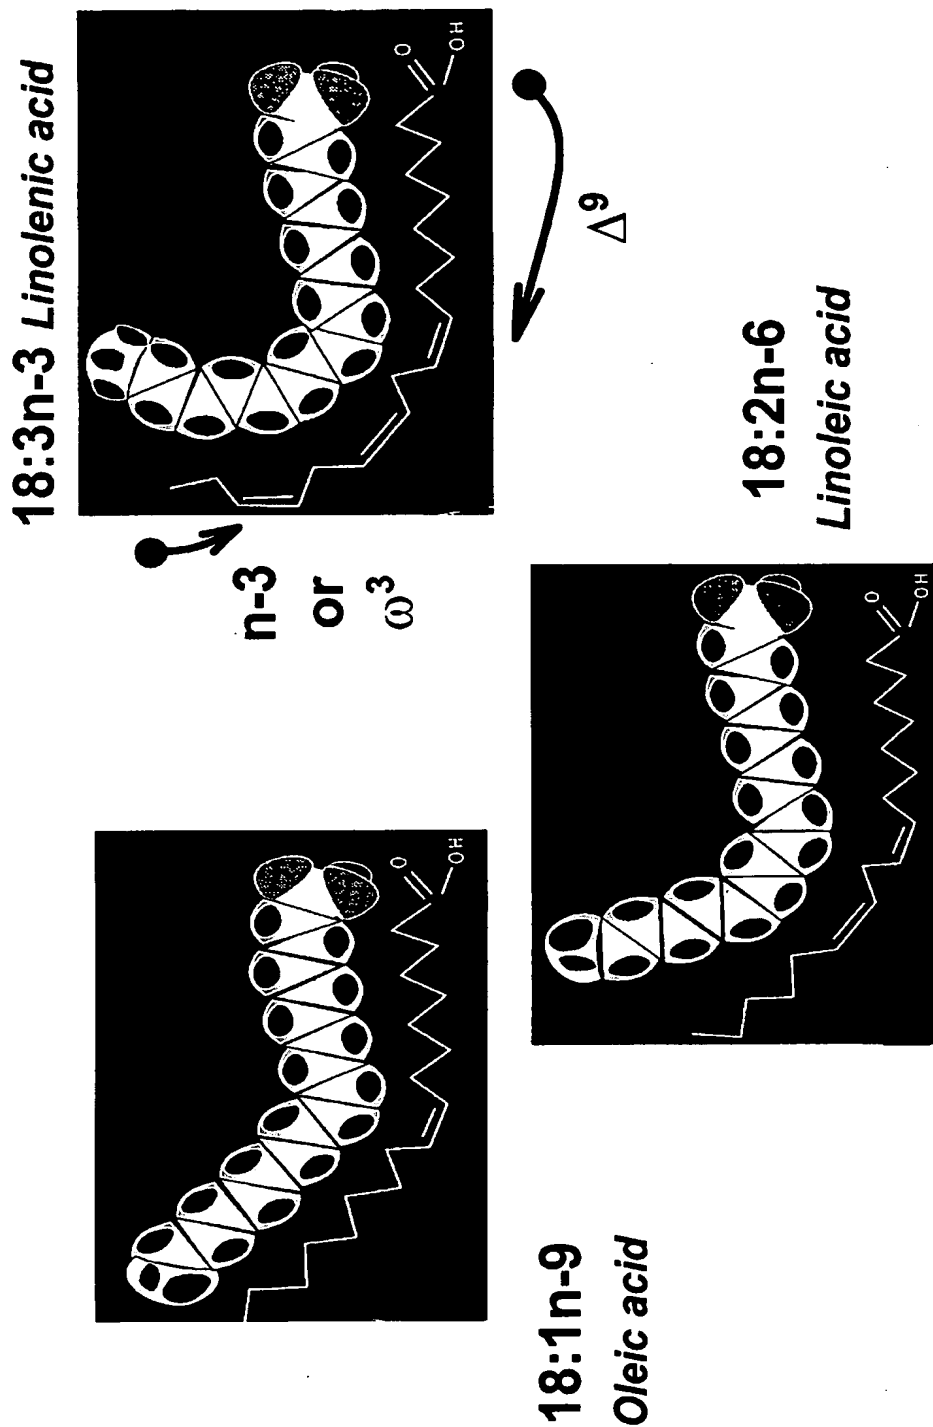 18:3n-3 Linolenic acid
n-3
or
ω³
O
OH
O
OH
Δ⁹
18:1n-9
Oleic acid
18:2n-6
Linoleic acid
O
OH